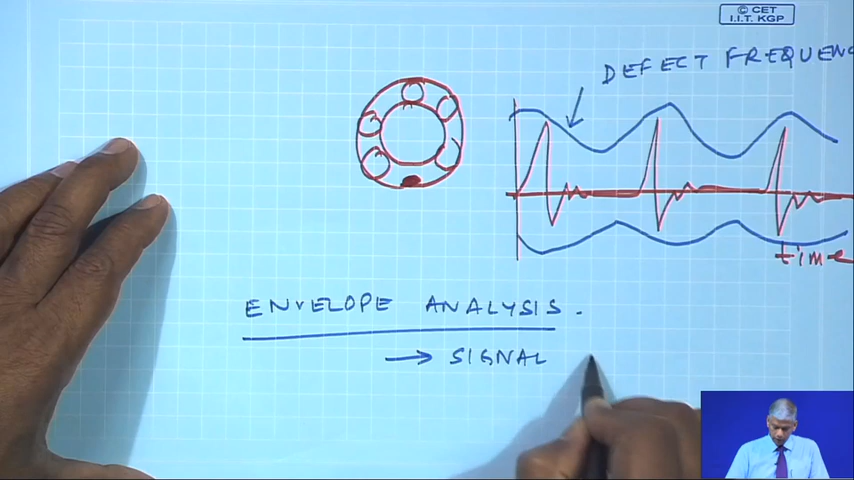 © CET
I.I.T. KGP
DEFECT FREQUENC
time
ENVELOPE ANALYSIS.
→ SIGNAL